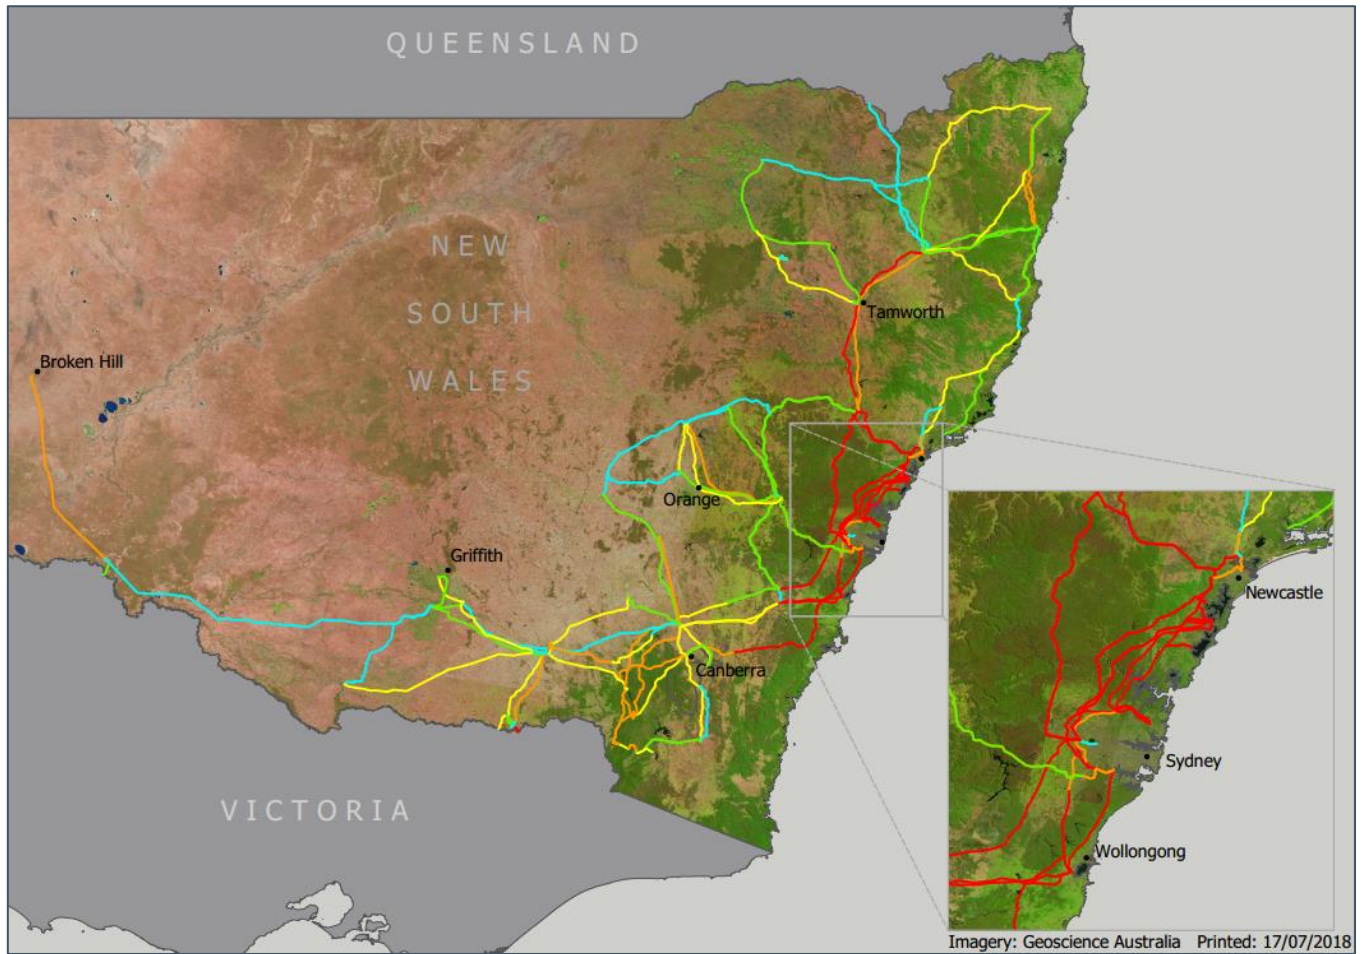 QUEENSLAND
NEW
SOUTH
WALES
Tamworth
Broken Hill
Orange
Griffith
Canberra
Newcastle
Sydney
Wollongong
VICTORIA
Imagery: Geoscience Australia Printed: 17/07/2018